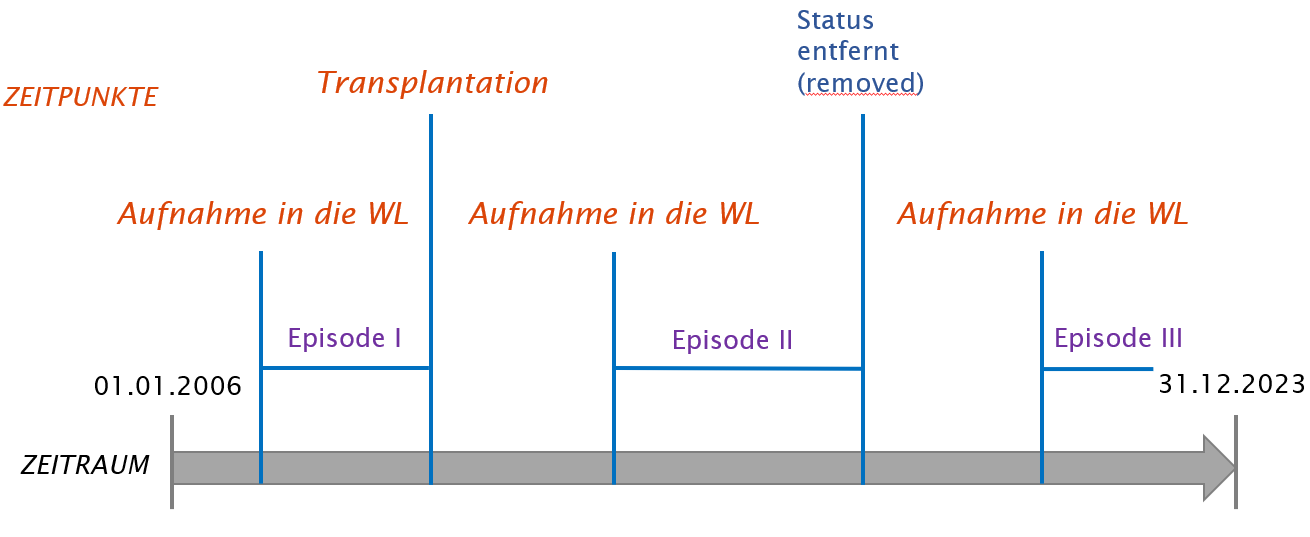 Status
entfernt
(removed)
Transplantation
ZEITPUNKTE
Aufnahme in die WL
Aufnahme in die WL
Aufnahme in die WL
Episode I
Episode II
Episode III
01.01.2006
31.12.2023
ZEITRAUM